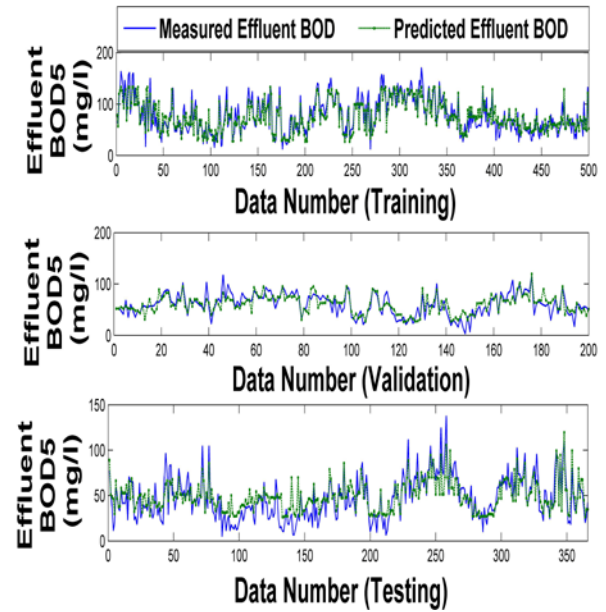 Measured Effluent BOD Predicted Effluent BOD
Effluent
BOD5
(mg/l)
200
100
0
0 50 100 150 200 250 300 350 400 450 500
Data Number (Training)
Effluent
BOD5
(mg/l)
200
100
0
0 20 40 60 80 100 120 140 160 180 200
Data Number (Validation)
Effluent
BOD5
(mg/l)
150
100
50
0
0 50 100 150 200 250 300 350
Data Number (Testing)